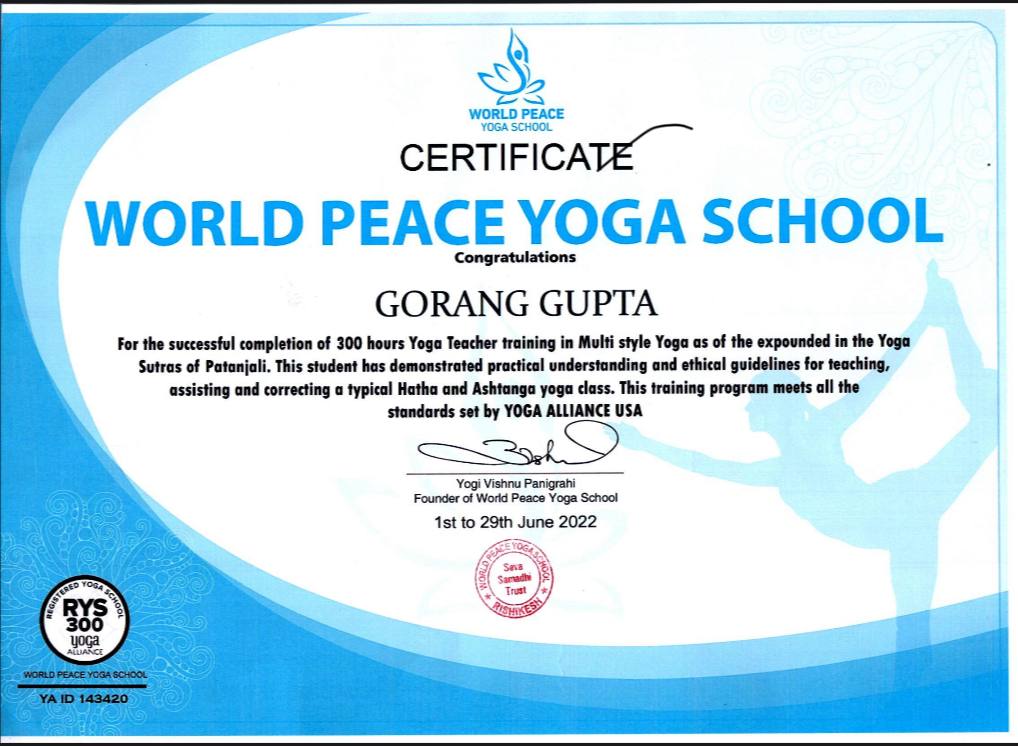 WORLD PEACE
YOGA SCHOOL
CERTIFICATE
WORLD PEACE YOGA SCHOOL
Congratulations
GORANG GUPTA
For the successful completion of 300 hours Yoga Teacher training in Multi style Yoga as of the expounded in the Yoga
Sutras of Patanjali. This student has demonstrated practical understanding and ethical guidelines for teaching,
assisting and correcting a typical Hatha and Ashtanga yoga class. This training program meets all the
standards set by YOGA ALLIANCE USA
Yogi Vishnu Panigrahi
Founder of World Peace Yoga School
1st to 29th June 2022
WORLD PEACE YOGA SCHOOL
Seva
Samadhi
Trust
RISHIKESH
REGISTERED YOGA SCHOOL
RYS
300
yoga
ALLIANCE
WORLD PEACE YOGA SCHOOL
YA ID 143420